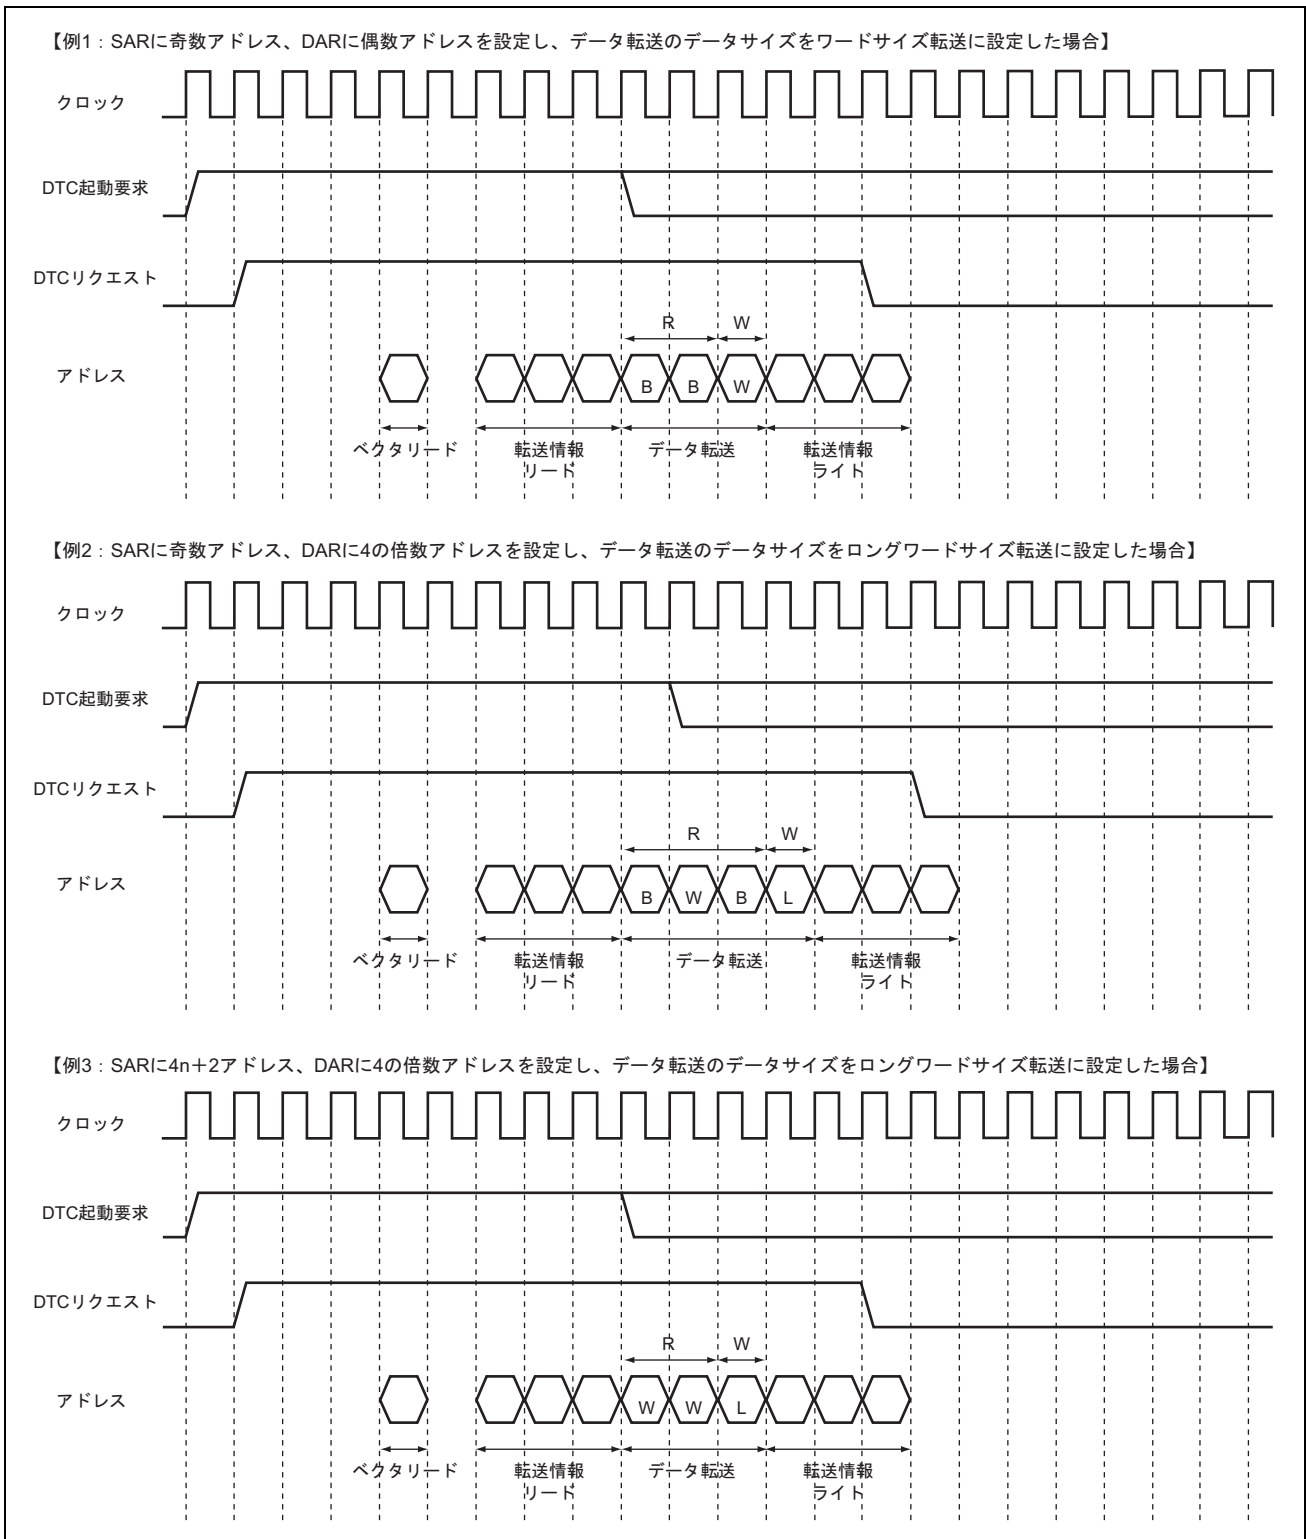 【例1：SARに奇数アドレス、DARに偶数アドレスを設定し、データ転送のデータサイズをワードサイズ転送に設定した場合】
クロック
DTC起動要求
DTCリクエスト
R W
アドレス
B B W
ベクタリード 転送情報リード データ転送 転送情報ライト
【例2：SARに奇数アドレス、DARに4の倍数アドレスを設定し、データ転送のデータサイズをロングワードサイズ転送に設定した場合】
クロック
DTC起動要求
DTCリクエスト
R W
アドレス
B W B L
ベクタリード 転送情報リード データ転送 転送情報ライト
【例3：SARに4n＋2アドレス、DARに4の倍数アドレスを設定し、データ転送のデータサイズをロングワードサイズ転送に設定した場合】
クロック
DTC起動要求
DTCリクエスト
R W
アドレス
W W L
ベクタリード 転送情報リード データ転送 転送情報ライト